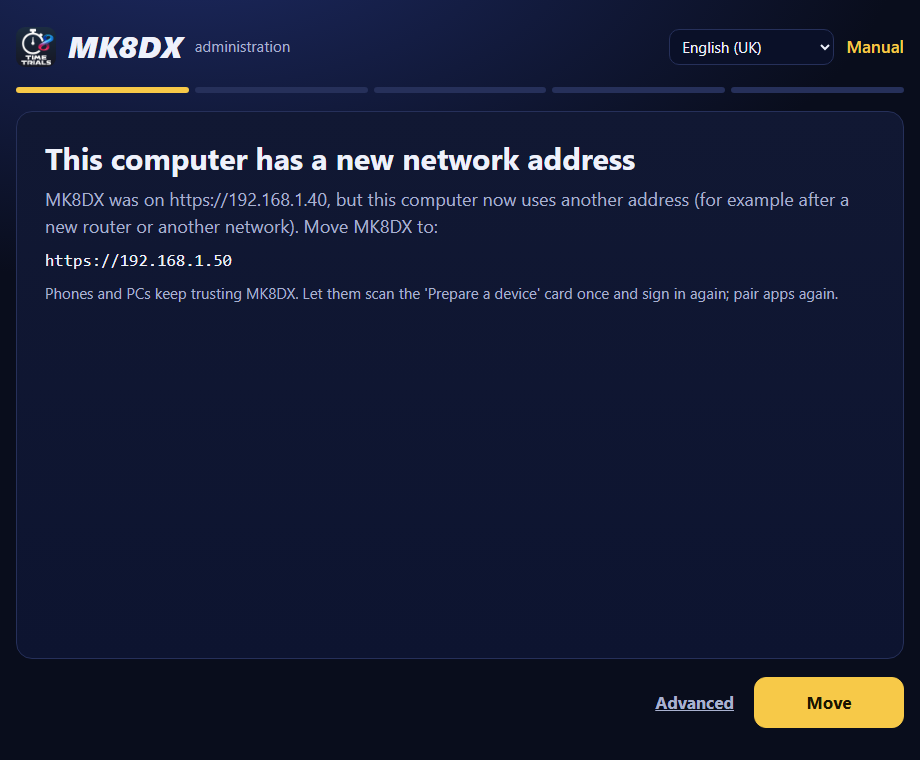 TIME
TRIALS
MK8DX administration
English (UK)
Manual
This computer has a new network address
MK8DX was on https://192.168.1.40, but this computer now uses another address (for example after a
new router or another network). Move MK8DX to:
https://192.168.1.50
Phones and PCs keep trusting MK8DX. Let them scan the 'Prepare a device' card once and sign in again; pair apps again.
Advanced
Move